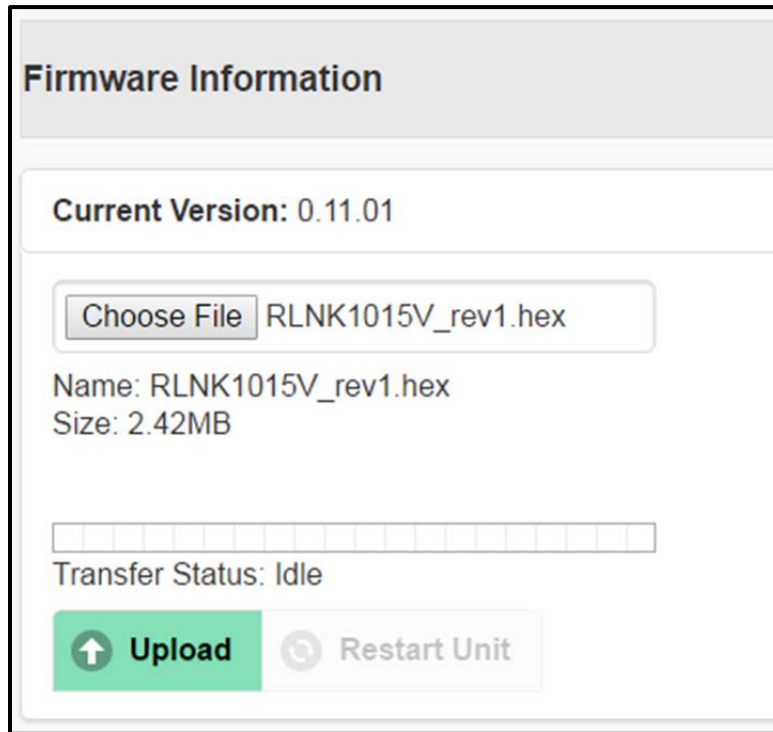 Firmware Information
Current Version: 0.11.01
Choose File RLNK1015V_rev1.hex
Name: RLNK1015V_rev1.hex
Size: 2.42MB
Transfer Status: Idle
Upload Restart Unit